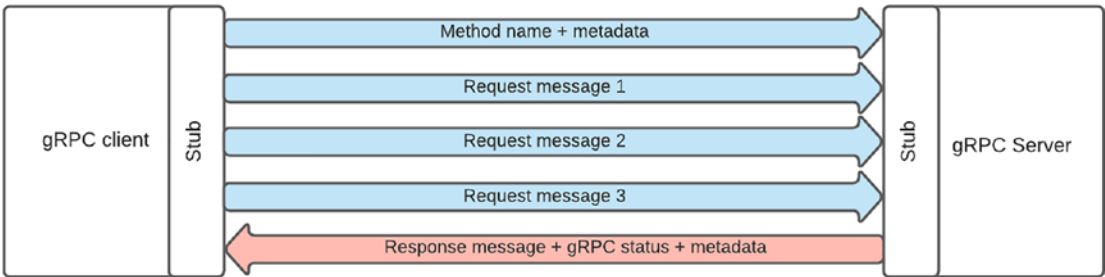 Method name + metadata
Request message 1
gRPC client
Stub
Request message 2
Stub
gRPC Server
Request message 3
Response message + gRPC status + metadata